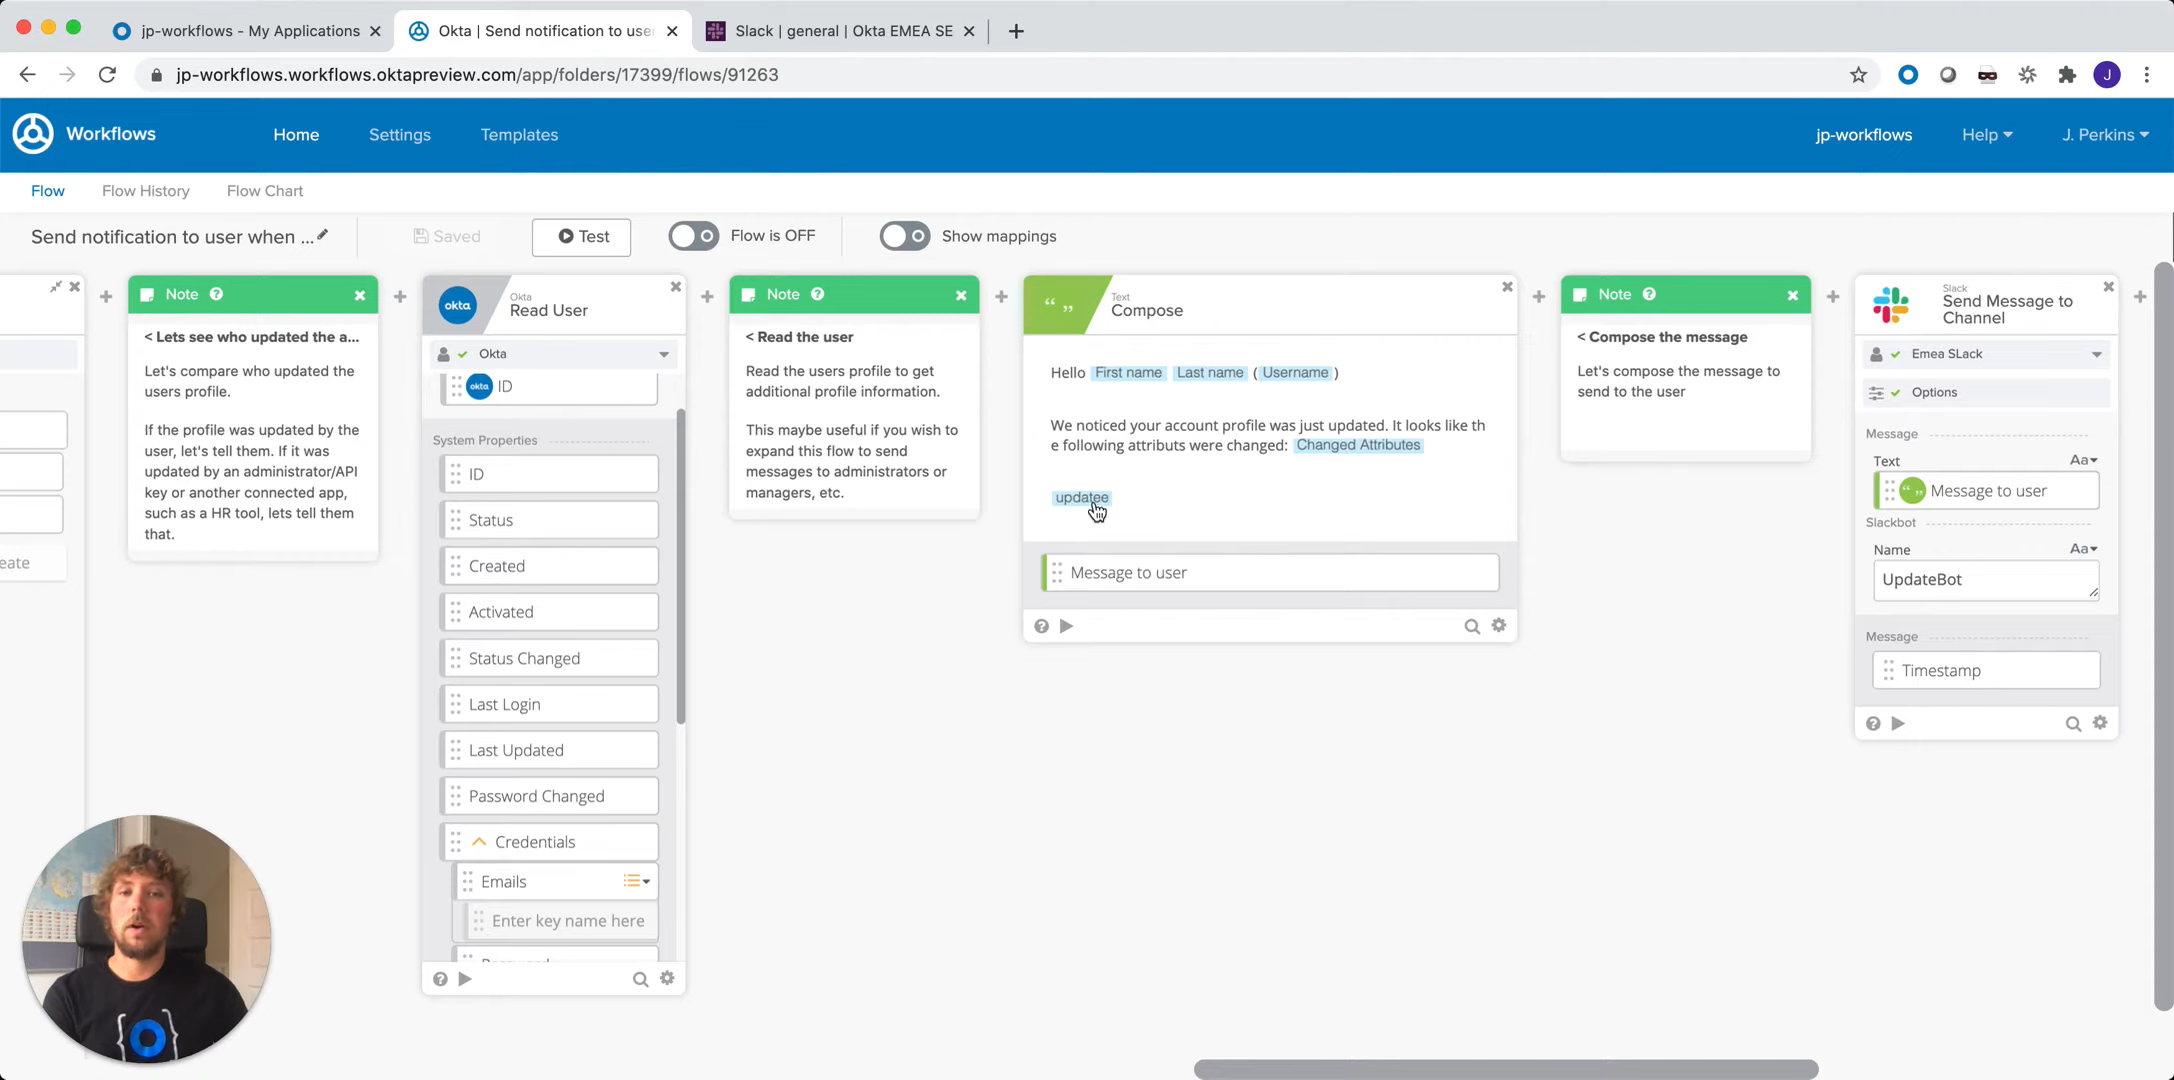 jp-workflows - My Applications
Okta | Send notification to use
Slack | general | Okta EMEA SE
jp-workflows.workflows.oktapreview.com/app/folders/17399/flows/91263
J
Workflows
Home
Settings
Templates
jp-workflows
Help
J. Perkins
Flow
Flow History
Flow Chart
Send notification to user when ...
Saved
Test
Flow is OFF
Show mappings
eate
Note
< Lets see who updated the a...
Let's compare who updated the
users profile.
If the profile was updated by the
user, let's tell them. If it was
updated by an administrator/API
key or another connected app,
such as a HR tool, lets tell them
that.
okta
Okta
Read User
Okta
okta ID
System Properties
ID
Status
Created
Activated
Status Changed
Last Login
Last Updated
Password Changed
Credentials
Emails
Enter key name here
Note
< Read the user
Read the users profile to get
additional profile information.
This maybe useful if you wish to
expand this flow to send
messages to administrators or
managers, etc.
Text
Compose
Hello First name Last name ( Username )
We noticed your account profile was just updated. It looks like th
e following attributs were changed: Changed Attributes
updatee
Message to user
Note
< Compose the message
Let's compose the message to
send to the user
Slack
Send Message to
Channel
Emea SLack
Options
Message
Text
Aa
Message to user
Slackbot
Name
Aa
UpdateBot
Message
Timestamp